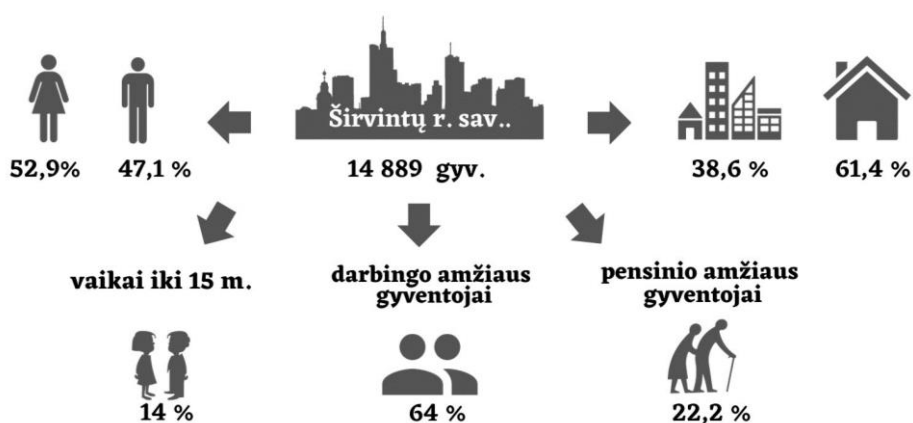 Širvintų r. sav..
52,9%
47,1 %
14 889 gyv.
38,6 %
61,4 %
vaikai iki 15 m.
darbingo amžiaus
gyventojai
pensinio amžiaus
gyventojai
14 %
64 %
22,2 %